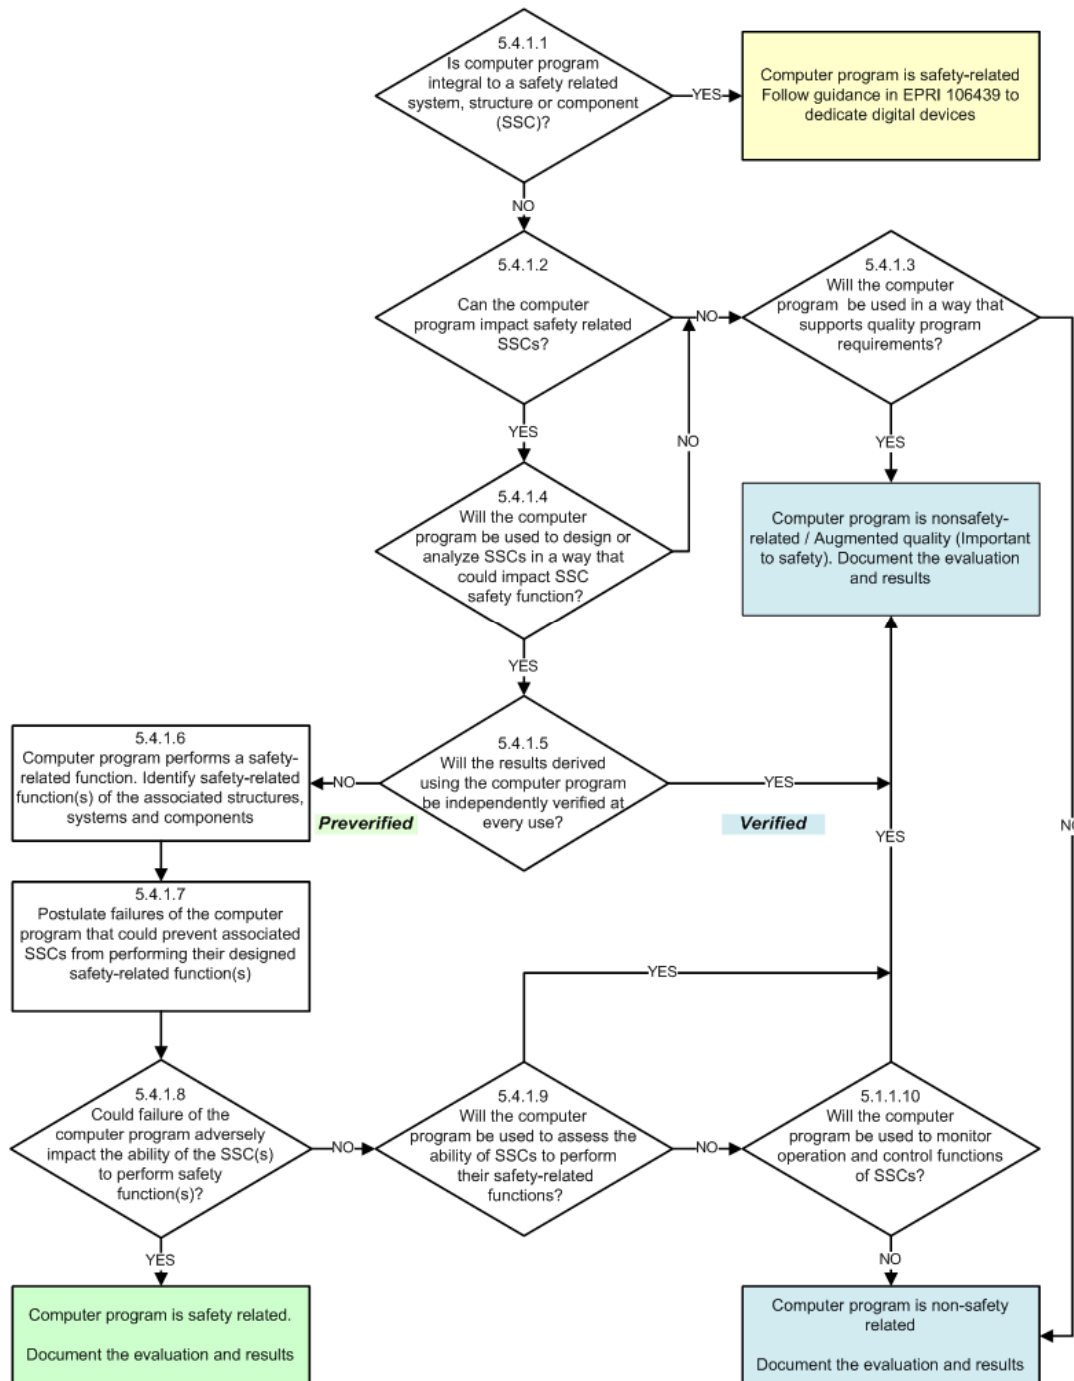 5.4.1.1
Is computer program
integral to a safety related
system, structure or component
(SSC)?
YES
Computer program is safety-related
Follow guidance in EPRI 106439 to
dedicate digital devices
NO
5.4.1.2
Can the computer
program impact safety related
SSCs?
NO
5.4.1.3
Will the computer
program be used in a way that
supports quality program
requirements?
YES
NO
YES
5.4.1.4
Will the computer
program be used to design or
analyze SSCs in a way that
could impact SSC
safety function?
Computer program is nonsafety-
related / Augmented quality (Important
to safety). Document the evaluation
and results
YES
5.4.1.5
Will the results derived
using the computer program
be independently verified at
every use?
NO
Preverified
YES
Verified
5.4.1.6
Computer program performs a safety-
related function. Identify safety-related
function(s) of the associated structures,
systems and components
YES
NO
5.4.1.7
Postulate failures of the computer
program that could prevent associated
SSCs from performing their designed
safety-related function(s)
YES
5.4.1.8
Could failure of the
computer program adversely
impact the ability of the SSC(s)
to perform safety
function(s)?
NO
5.4.1.9
Will the computer
program be used to assess the
ability of SSCs to perform
their safety-related
functions?
NO
5.1.1.10
Will the computer
program be used to monitor
operation and control functions
of SSCs?
YES
NO
Computer program is safety related.
Document the evaluation and results
Computer program is non-safety
related
Document the evaluation and results